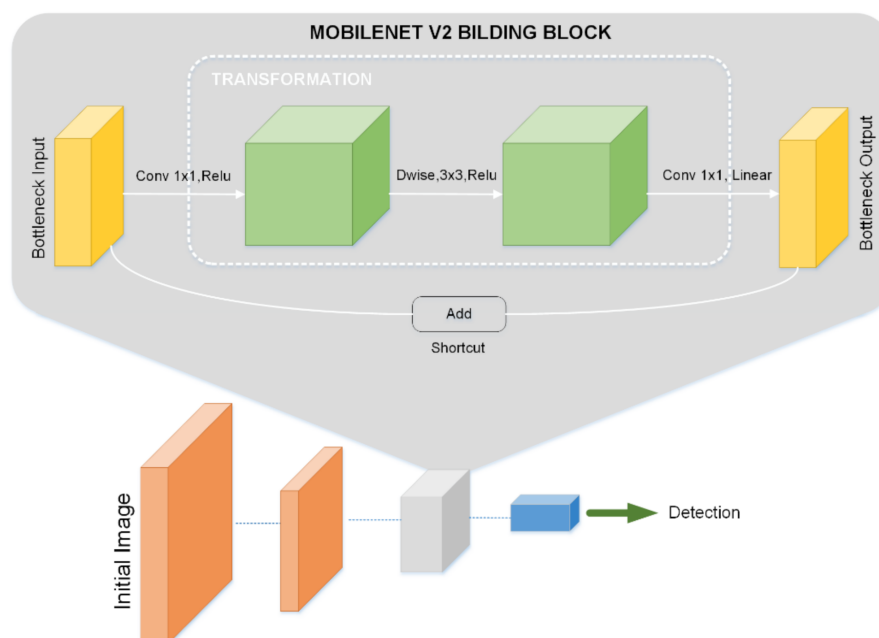 MOBILENET V2 BILDING BLOCK
TRANSFORMATION
Bottleneck Input
Conv 1x1,Relu
Dwise,3x3,Relu
Conv 1x1, Linear
Bottleneck Output
Add
Shortcut
Initial Image
Detection